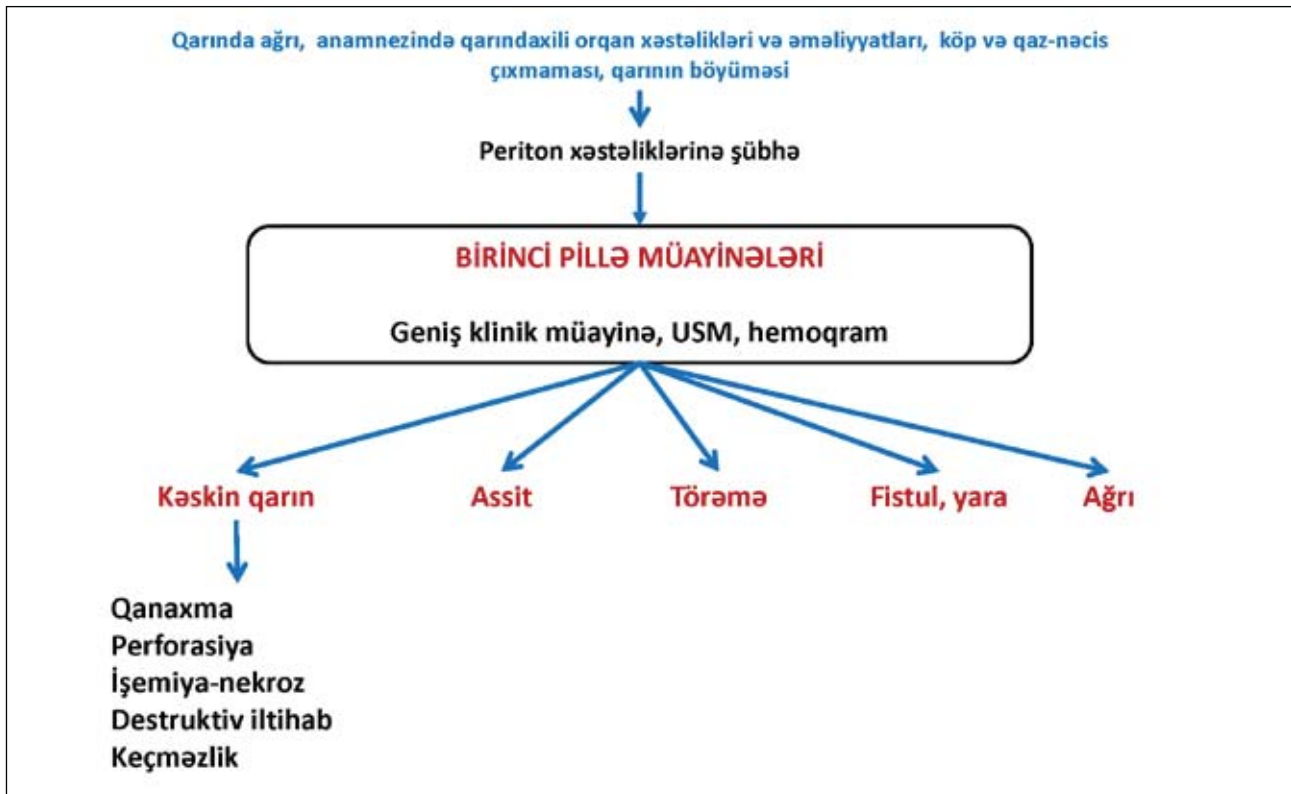 Qarında ağrı, anamnezində qarındaxili orqan xəstəlikləri və əməliyyatları, köp və qaz-nəcis
çıxmaması, qarının böyüməsi
Periton xəstəliklərinə şübhə
BİRİNCİ PİLLƏ MÜAYİNƏLƏRİ
Geniş klinik müayinə, USM, hemoqram
Kəskin qarın
Assit
Törəmə
Fistul, yara
Ağrı
Qanaxma
Perforasiya
İşemiya-nekroz
Destruktiv iltihab
Keçməzlik